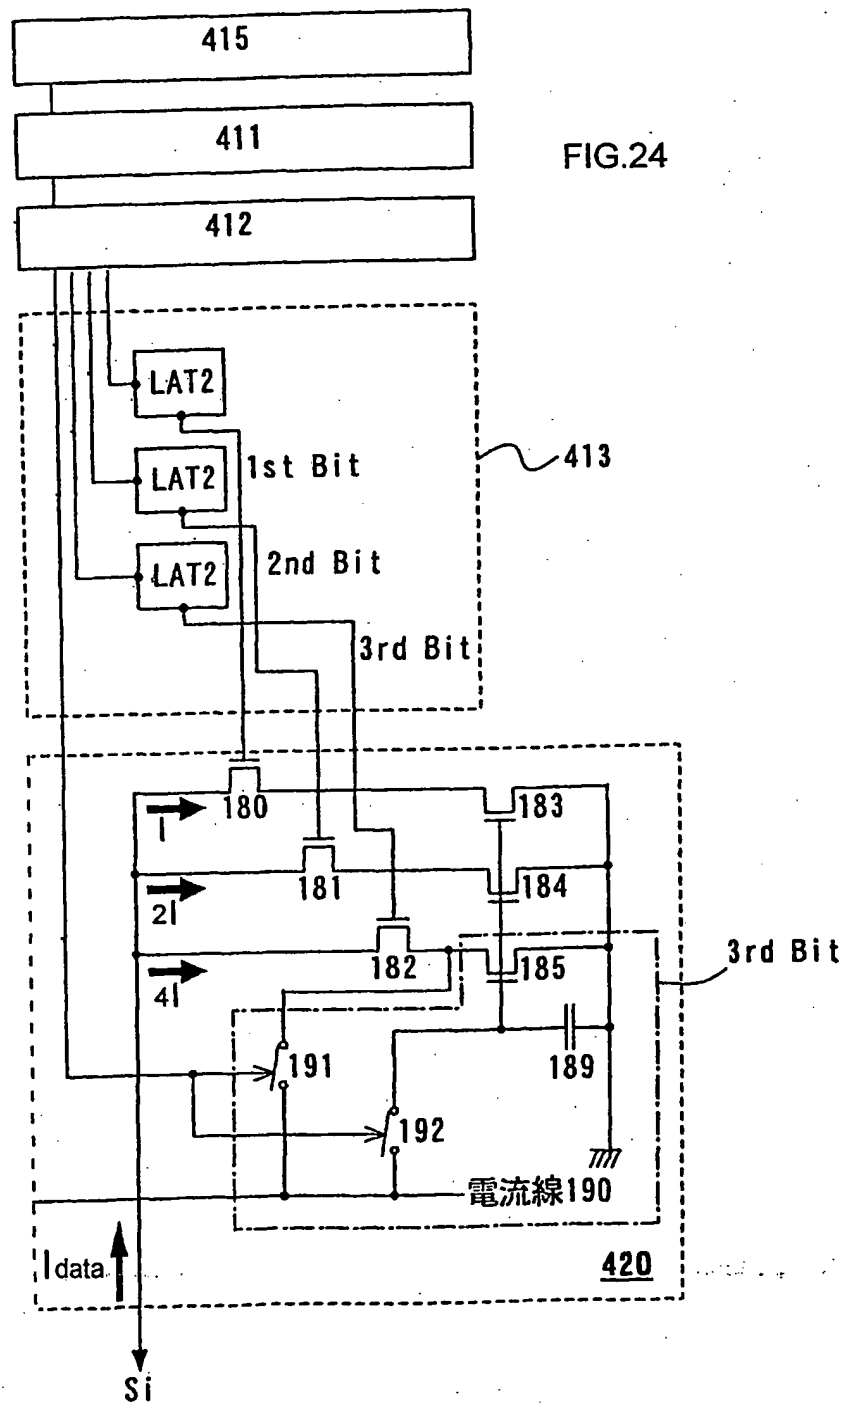 415
411
FIG.24
412
LAT2
1st Bit
LAT2
413
2nd Bit
LAT2
3rd Bit
I
180
183
2I
181
184
4I
182
185
3rd Bit
191
189
192
電流線190
Idata
420
Si